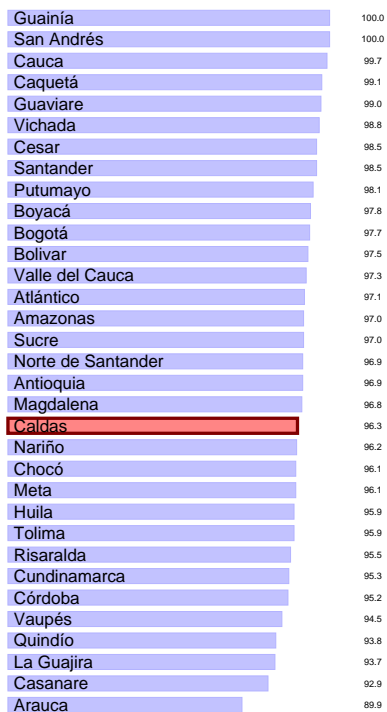 Guainía 100.0
San Andrés 100.0
Cauca 99.7
Caquetá 99.1
Guaviare 99.0
Vichada 98.8
Cesar 98.5
Santander 98.5
Putumayo 98.1
Boyacá 97.8
Bogotá 97.7
Bolivar 97.5
Valle del Cauca 97.3
Atlántico 97.1
Amazonas 97.0
Sucre 97.0
Norte de Santander 96.9
Antioquia 96.9
Magdalena 96.8
Caldas 96.3
Nariño 96.2
Chocó 96.1
Meta 96.1
Huila 95.9
Tolima 95.9
Risaralda 95.5
Cundinamarca 95.3
Córdoba 95.2
Vaupés 94.5
Quindío 93.8
La Guajira 93.7
Casanare 92.9
Arauca 89.9